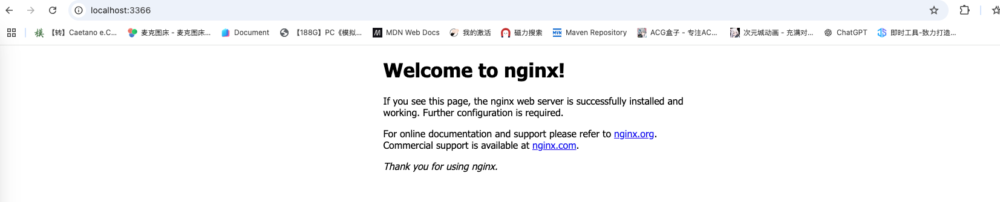 localhost:3366
【转】Caetano e.C...
麦克图床 - 麦克图床...
Document
【188G】PC《模拟...
MDN Web Docs
我的激活
磁力搜索
Maven Repository
ACG盒子 - 专注AC...
次元城动画 - 充满对...
ChatGPT
即时工具-致力打造...
Welcome to nginx!
If you see this page, the nginx web server is successfully installed and
working. Further configuration is required.
For online documentation and support please refer to nginx.org.
Commercial support is available at nginx.com.
Thank you for using nginx.